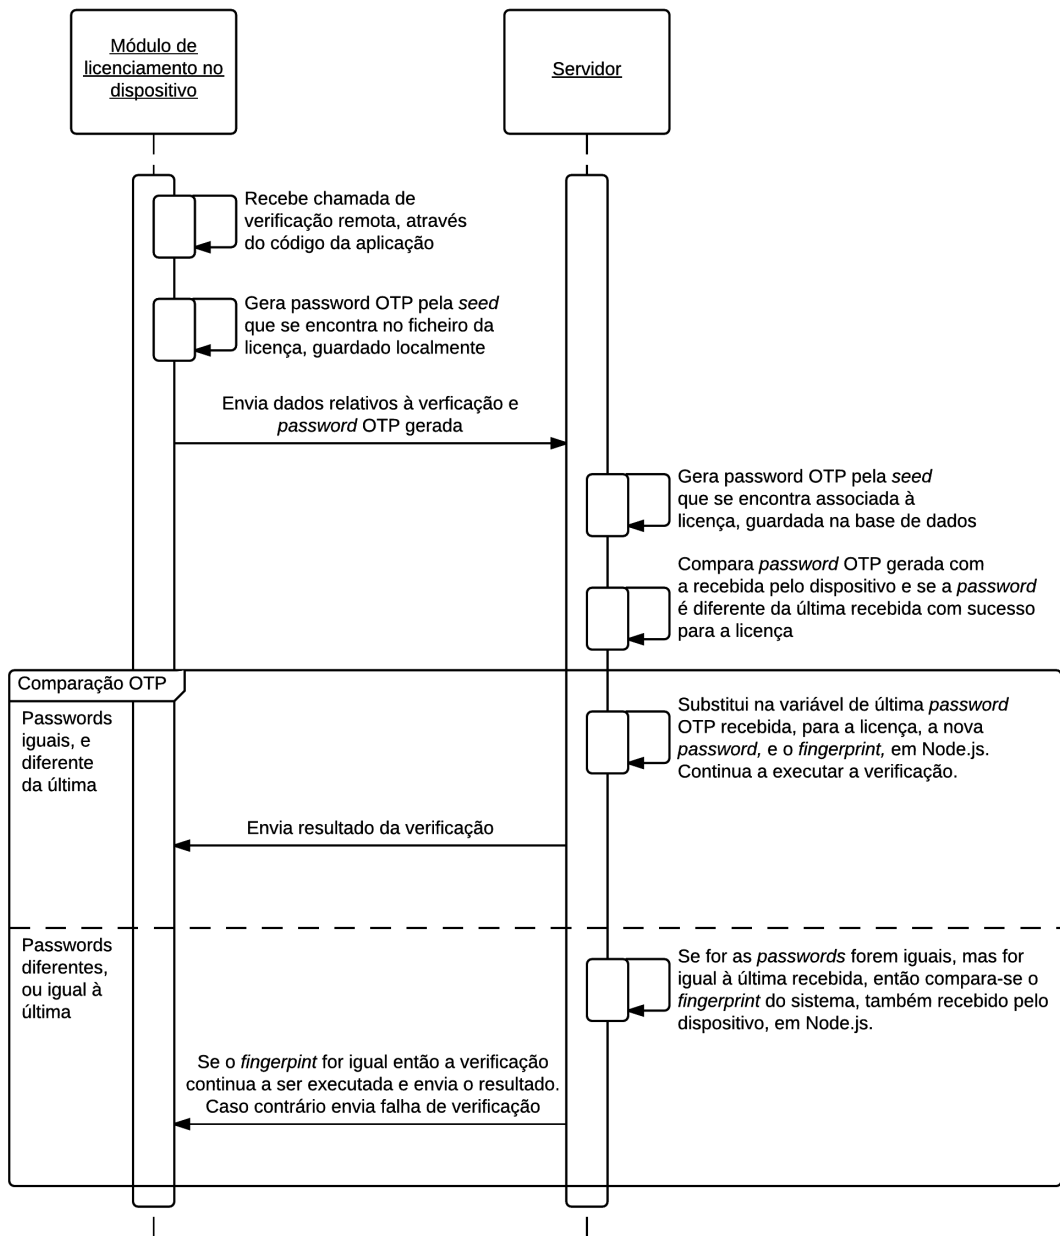 Módulo de
licenciamento no
dispositivo
Servidor
Recebe chamada de
verificação remota, através
do código da aplicação
Gera password OTP pela seed
que se encontra no ficheiro da
licença, guardado localmente
Envia dados relativos à verficação e
password OTP gerada
Gera password OTP pela seed
que se encontra associada à
licença, guardada na base de dados
Compara password OTP gerada com
a recebida pelo dispositivo e se a password
é diferente da última recebida com sucesso
para a licença
Comparação OTP
Passwords
iguais, e
diferente
da última
Substitui na variável de última password
OTP recebida, para a licença, a nova
password, e o fingerprint, em Node.js.
Continua a executar a verificação.
Envia resultado da verificação
Passwords
diferentes,
ou igual à
última
Se for as passwords forem iguais, mas for
igual à última recebida, então compara-se o
fingerprint do sistema, também recebido pelo
dispositivo, em Node.js.
Se o fingerpint for igual então a verificação
continua a ser executada e envia o resultado.
Caso contrário envia falha de verificação